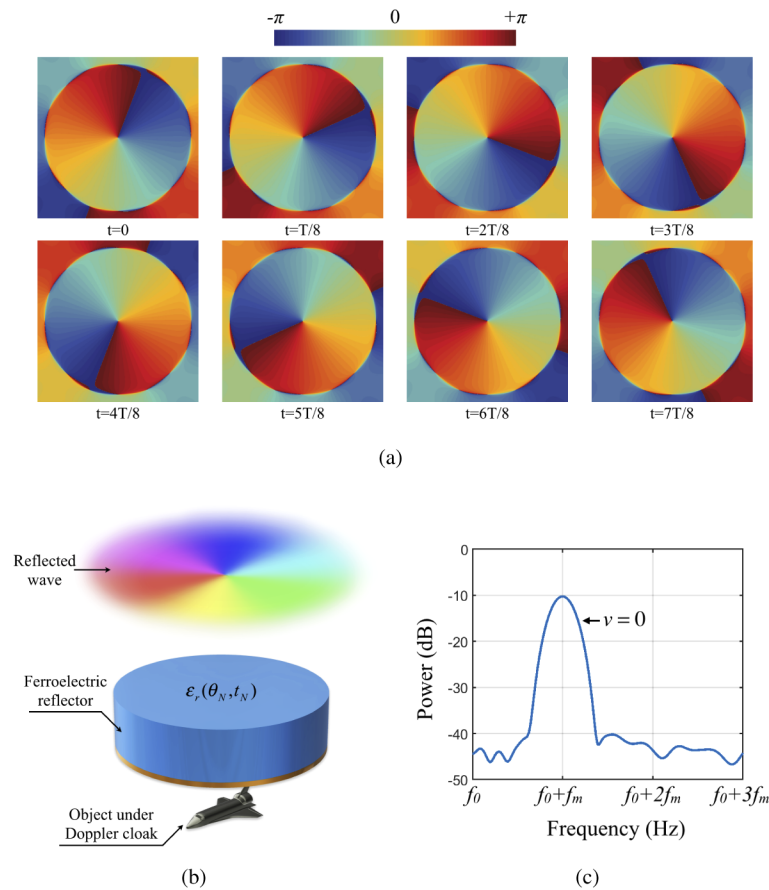 -π 0 +π
t=0 t=T/8 t=2T/8 t=3T/8
t=4T/8 t=5T/8 t=6T/8 t=7T/8
(a)
Reflected
wave
Ferroelectric
reflector
εr(θN,tN)
Object under
Doppler cloak
(b)
Power (dB)
0
-10
-20
-30
-40
-50
v = 0
f0 f0+fm f0+2fm f0+3fm
Frequency (Hz)
(c)